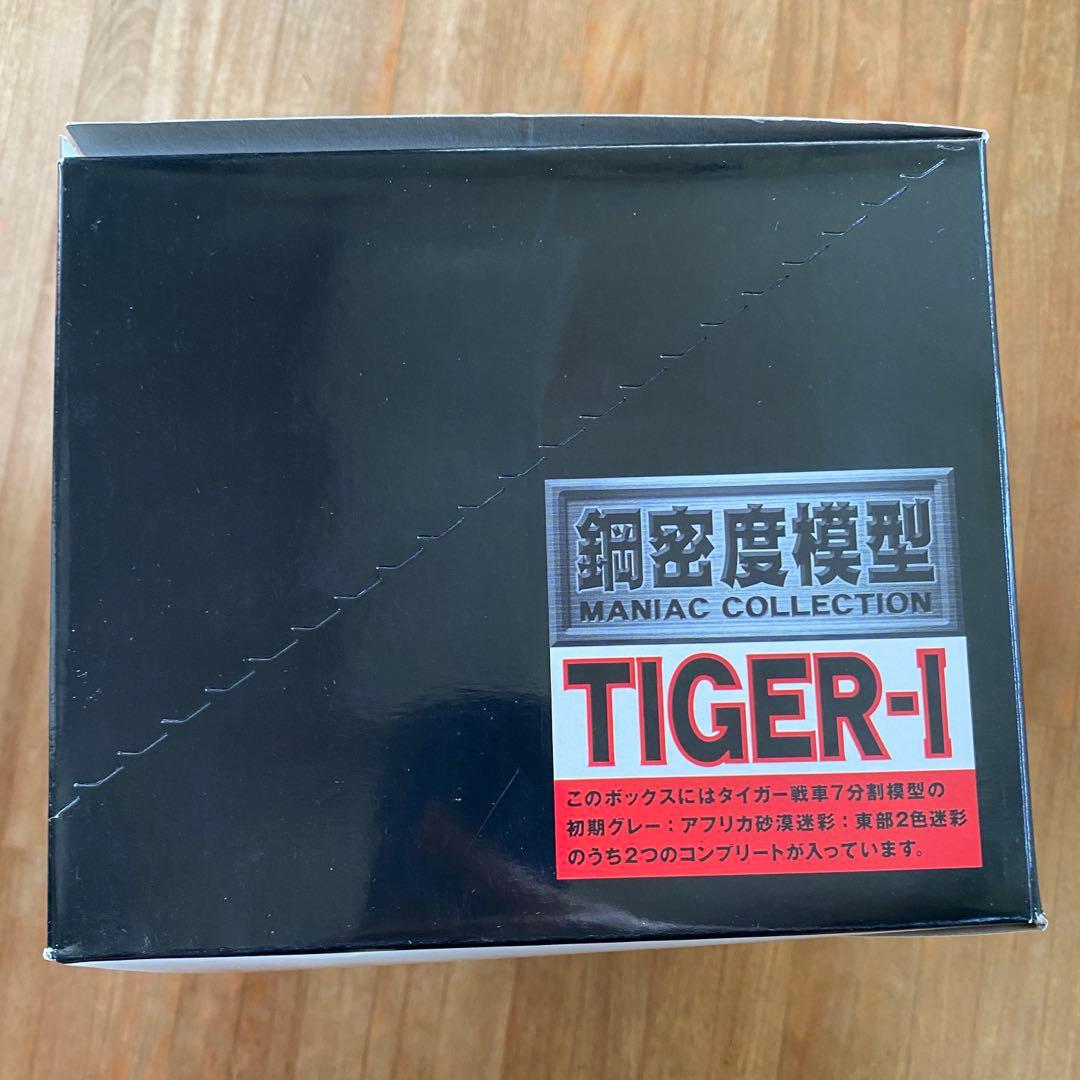 鋼密度模型
MANIAC COLLECTION
TIGER-I
このボックスにはタイガー戦車7分割模型の
初期グレー：アフリカ砂漠迷彩：東部2色迷彩
のうち2つのコンプリートが入っています。